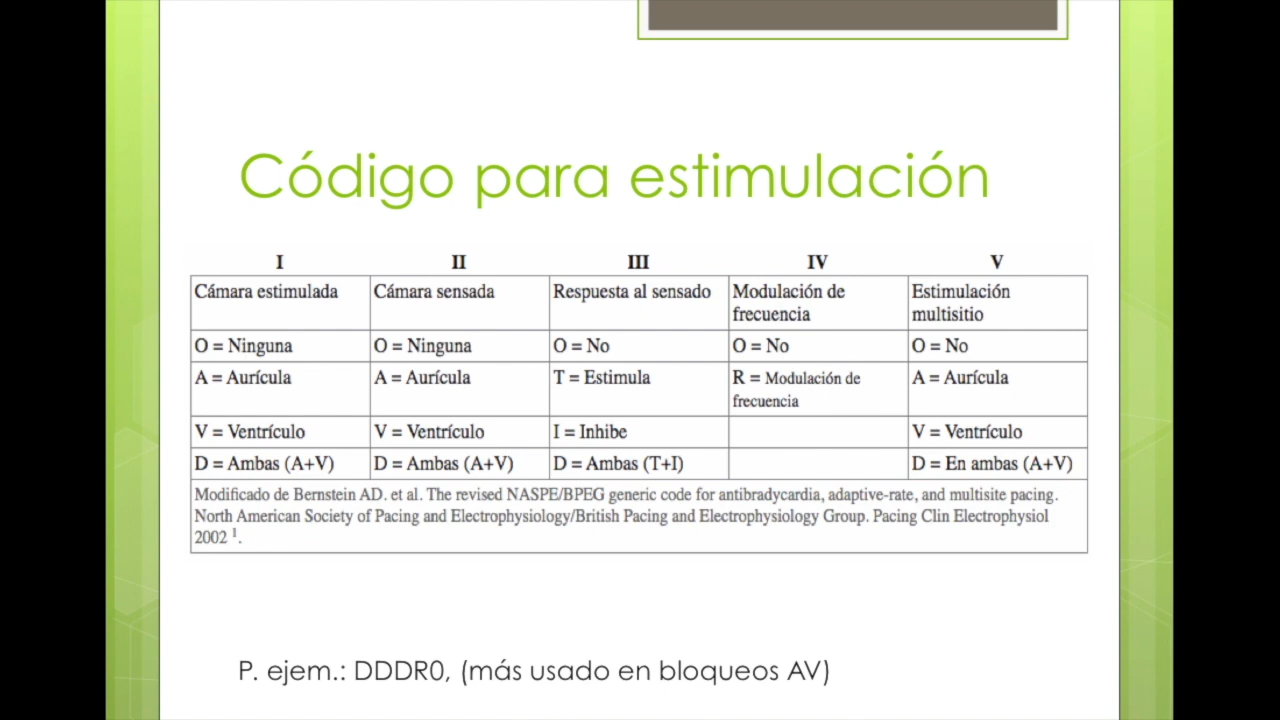 Código para estimulación
I II III IV V
Cámara estimulada Cámara sensada Respuesta al sensado Modulación de frecuencia Estimulación multisitio
O = Ninguna O = Ninguna O = No O = No O = No
A = Aurícula A = Aurícula T = Estimula R = Modulación de frecuencia A = Aurícula
V = Ventrículo V = Ventrículo I = Inhibe V = Ventrículo
D = Ambas (A+V) D = Ambas (A+V) D = Ambas (T+I) D = En ambas (A+V)
Modificado de Bernstein AD. et al. The revised NASPE/BPEG generic code for antibradycardia, adaptive-rate, and multisite pacing.
North American Society of Pacing and Electrophysiology/British Pacing and Electrophysiology Group. Pacing Clin Electrophysiol
2002 1.
P. ejem.: DDDR0, (más usado en bloqueos AV)